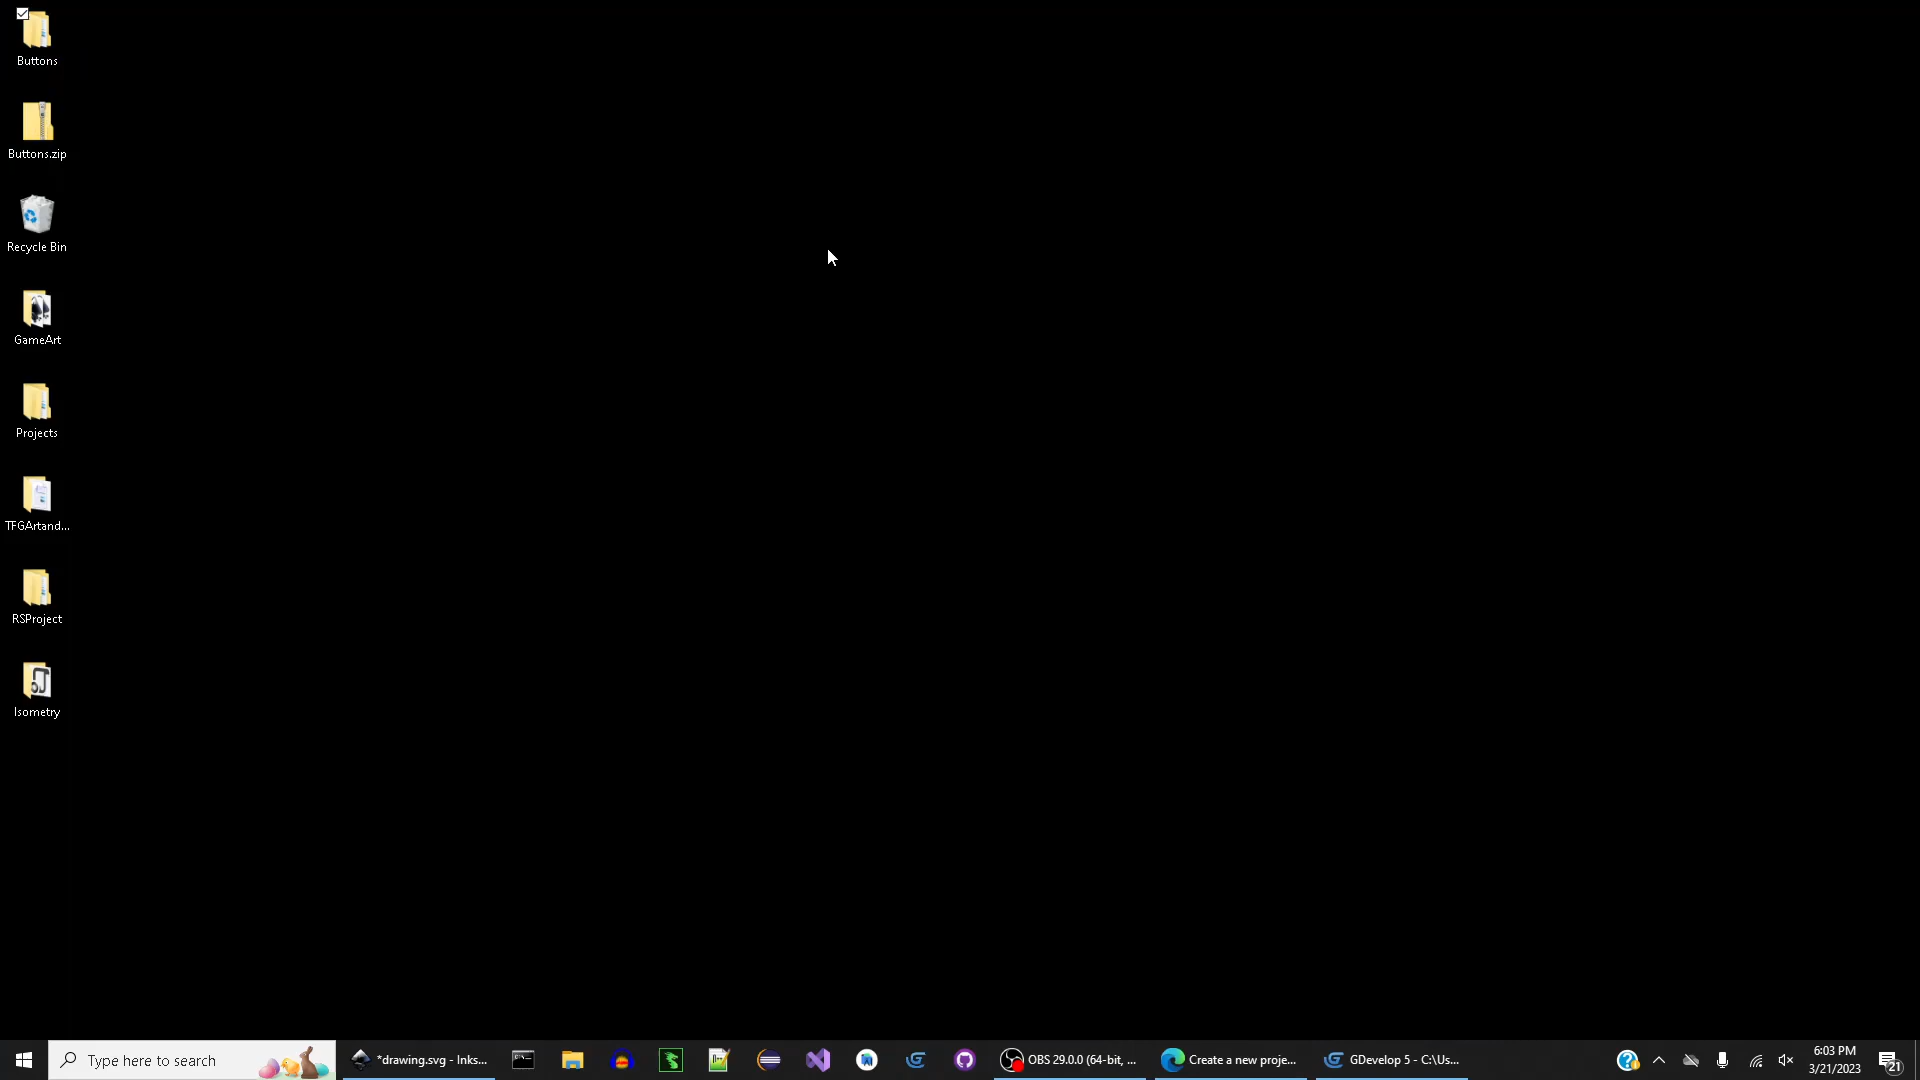 Buttons
Buttons.zip
Recycle Bin
GameArt
Projects
TFGArtand...
RSProject
Isometry
Type here to search
*drawing.svg - Inks...
OBS 29.0.0 (64-bit, ...
Create a new proje...
GDevelop 5 - C:\Us...
6:03 PM
3/21/2023
21